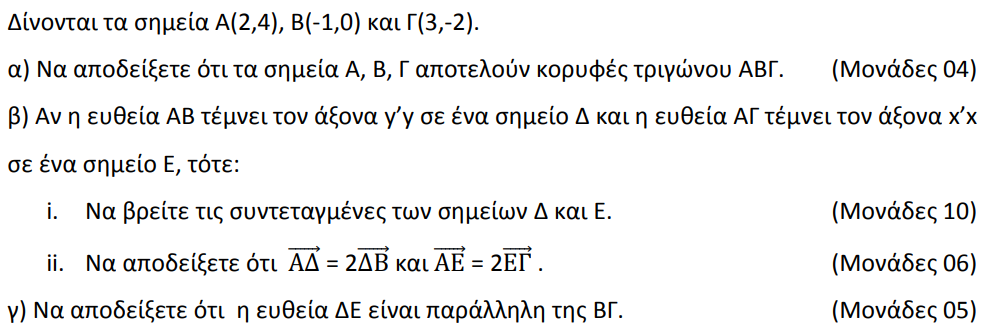 Δίνονται τα σημεία Α(2,4), Β(-1,0) και Γ(3,-2).
α) Να αποδείξετε ότι τα σημεία Α, Β, Γ αποτελούν κορυφές τριγώνου ΑΒΓ. (Μονάδες 04)
β) Αν η ευθεία ΑΒ τέμνει τον άξονα y’y σε ένα σημείο Δ και η ευθεία ΑΓ τέμνει τον άξονα x’x
σε ένα σημείο Ε, τότε:
i. Να βρείτε τις συντεταγμένες των σημείων Δ και Ε. (Μονάδες 10)
ii. Να αποδείξετε ότι $\overrightarrow{ΑΔ}$ = 2$\overrightarrow{ΔΒ}$ και $\overrightarrow{ΑΕ}$ = 2$\overrightarrow{ΕΓ}$ . (Μονάδες 06)
γ) Να αποδείξετε ότι η ευθεία ΔΕ είναι παράλληλη της ΒΓ. (Μονάδες 05)